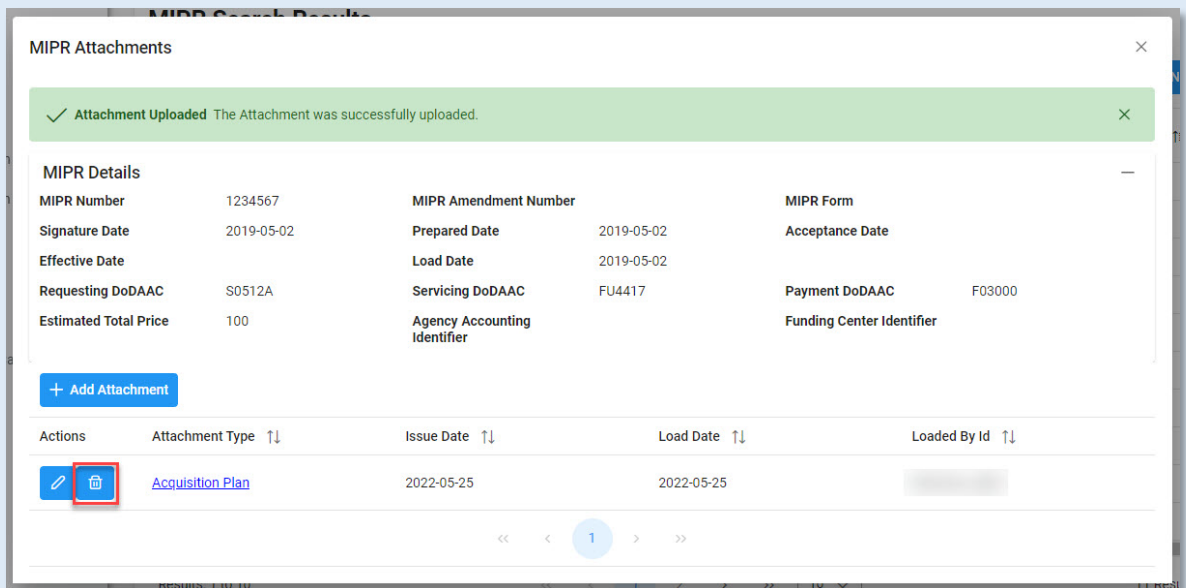 MIPR Search Results
MIPR Attachments
Attachment Uploaded The Attachment was successfully uploaded.
MIPR Details
MIPR Number 1234567 MIPR Amendment Number MIPR Form
Signature Date 2019-05-02 Prepared Date 2019-05-02 Acceptance Date
Effective Date Load Date 2019-05-02
Requesting DoDAAC S0512A Servicing DoDAAC FU4417 Payment DoDAAC F03000
Estimated Total Price 100 Agency Accounting Identifier Funding Center Identifier
+ Add Attachment
Actions Attachment Type Issue Date Load Date Loaded By Id
Acquisition Plan 2022-05-25 2022-05-25
<< < 1 > >>